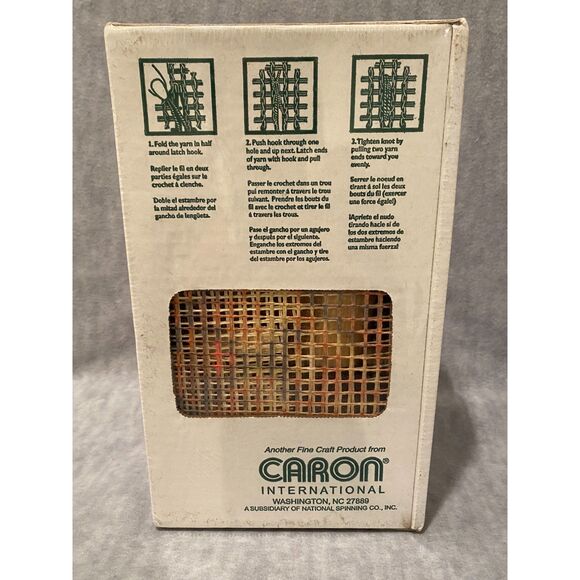 1. Fold the yarn in half
around latch hook.
Replier le fil en deux
parties égales sur le
crochet à clenche.
Doble el estambre por
la mitad alrededor del
gancho de lengüeta.
2. Push hook through one
hole and up next. Latch ends
of yarn with hook and pull
through.
Passer le crochet dans un trou
pui remonter à travers le trou
suivant. Prendre les bouts du
fil avec le crochet et tirer le fil
à travers les trous.
Pase el gancho por un agujero
y después por el siguiente.
Enganche los extremos del
estambre con el gancho y tire
del estambre por los agujeros.
3. Tighten knot by
pulling two yarn
ends toward you
evenly.
Serrer le noeud en
tirant à soi les deux
bouts du fil (exercer
une force égale)
¡Apriete el nudo
tirando hacia sí de
los dos extremos de
estambre haciendo
una misma fuerza!
Another Fine Craft Product from
CARON®
INTERNATIONAL
WASHINGTON, NC 27889
A SUBSIDIARY OF NATIONAL SPINNING CO., INC.